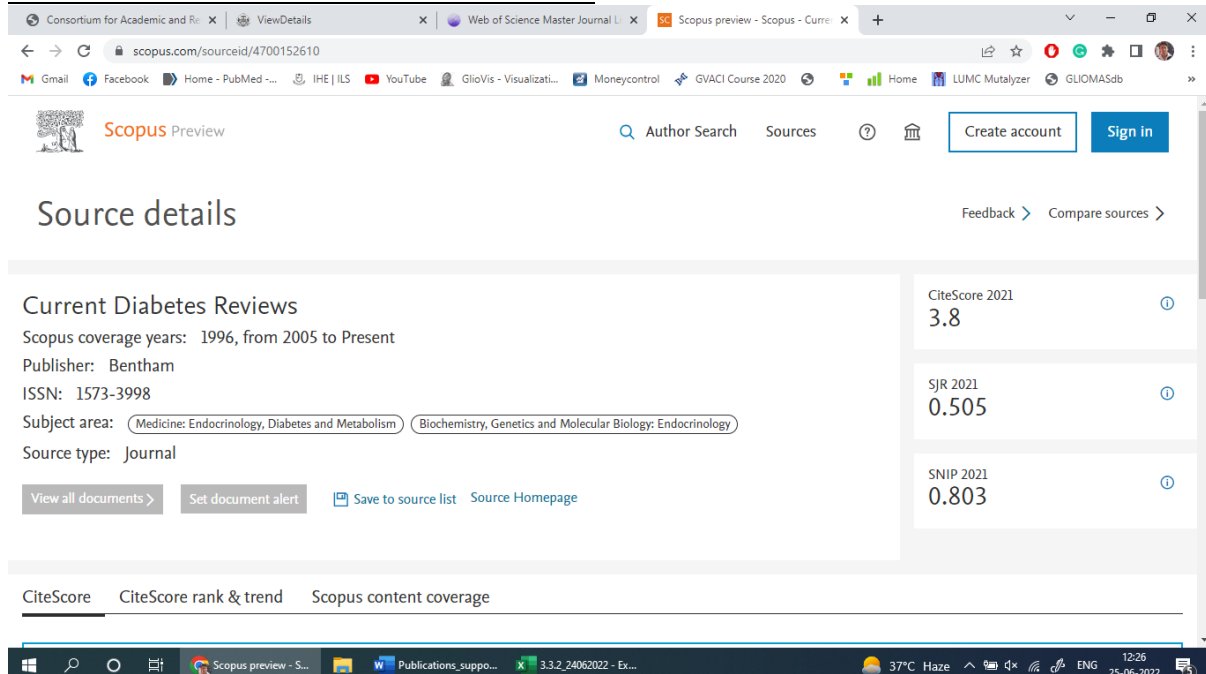 Consortium for Academic and Re
ViewDetails
Web of Science Master Journal L
SC Scopus preview - Scopus - Curre
scopus.com/sourceid/4700152610
Gmail Facebook Home - PubMed -... IHE | ILS YouTube GlioVis - Visualizati... Moneycontrol GVACI Course 2020 Home LUMC Mutalyzer GLIOMASdb »
Scopus Preview
Author Search Sources Create account Sign in
Source details
Feedback > Compare sources >
Current Diabetes Reviews
Scopus coverage years: 1996, from 2005 to Present
Publisher: Bentham
ISSN: 1573-3998
Subject area: Medicine: Endocrinology, Diabetes and Metabolism Biochemistry, Genetics and Molecular Biology: Endocrinology
Source type: Journal
View all documents > Set document alert Save to source list Source Homepage
CiteScore 2021
3.8
SJR 2021
0.505
SNIP 2021
0.803
CiteScore CiteScore rank & trend Scopus content coverage
Scopus preview - S... Publications_suppo... 3.3.2_24062022 - Ex... 37°C Haze ENG 12:26
25-06-2022